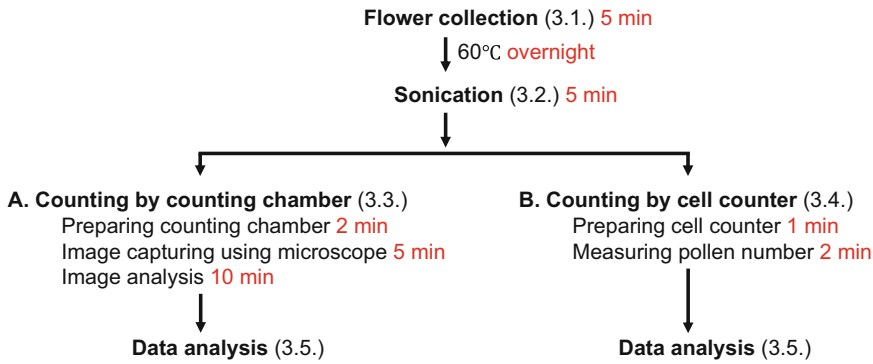 Flower collection (3.1.) 5 min
60℃ overnight
Sonication (3.2.) 5 min
A. Counting by counting chamber (3.3.)
Preparing counting chamber 2 min
Image capturing using microscope 5 min
Image analysis 10 min
Data analysis (3.5.)
B. Counting by cell counter (3.4.)
Preparing cell counter 1 min
Measuring pollen number 2 min
Data analysis (3.5.)